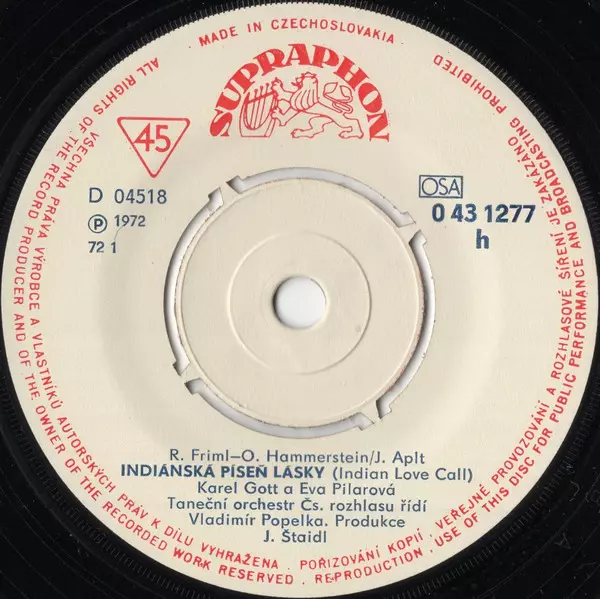 MADE IN CZECHOSLOVAKIA
SUPRAPHON
45
D 04518
Ⓟ 1972
72 1
OSA
0 43 1277
h
R. Friml—O. Hammerstein/J. Aplt
INDIÁNSKÁ PÍSEŇ LÁSKY (Indian Love Call)
Karel Gott a Eva Pilarová
Taneční orchestr Čs. rozhlasu řídí
Vladimír Popelka. Produkce
J. Štaidl
VŠECHNA PRÁVA VÝROBCE A VLASTNÍKŮ AUTORSKÝCH PRÁV K DÍLU VYHRAŽENA. POŘIZOVÁNÍ KOPIÍ, VEŘEJNÉ PROVOZOVÁNÍ A ROZHLASOVÉ ŠÍŘENÍ JE ZAKÁZÁNO
ALL RIGHTS OF THE RECORD PRODUCER AND OF THE OWNER OF THE RECORDED WORK RESERVED. REPRODUCTION. USE OF THIS DISC FOR PUBLIC PERFORMANCE AND BROADCASTING PROHIBITED